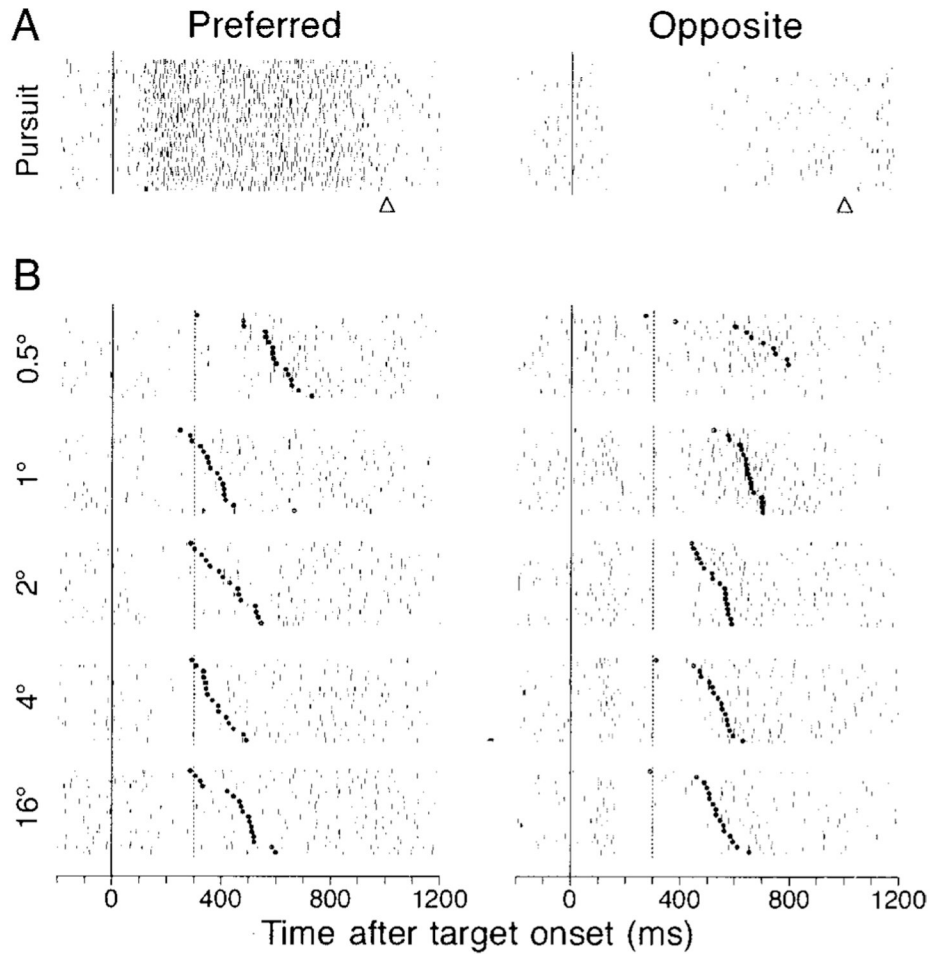 A Preferred Opposite
Pursuit
Δ Δ
B
0.5°
1°
2°
4°
16°
0 400 800 1200 0 400 800 1200
Time after target onset (ms)